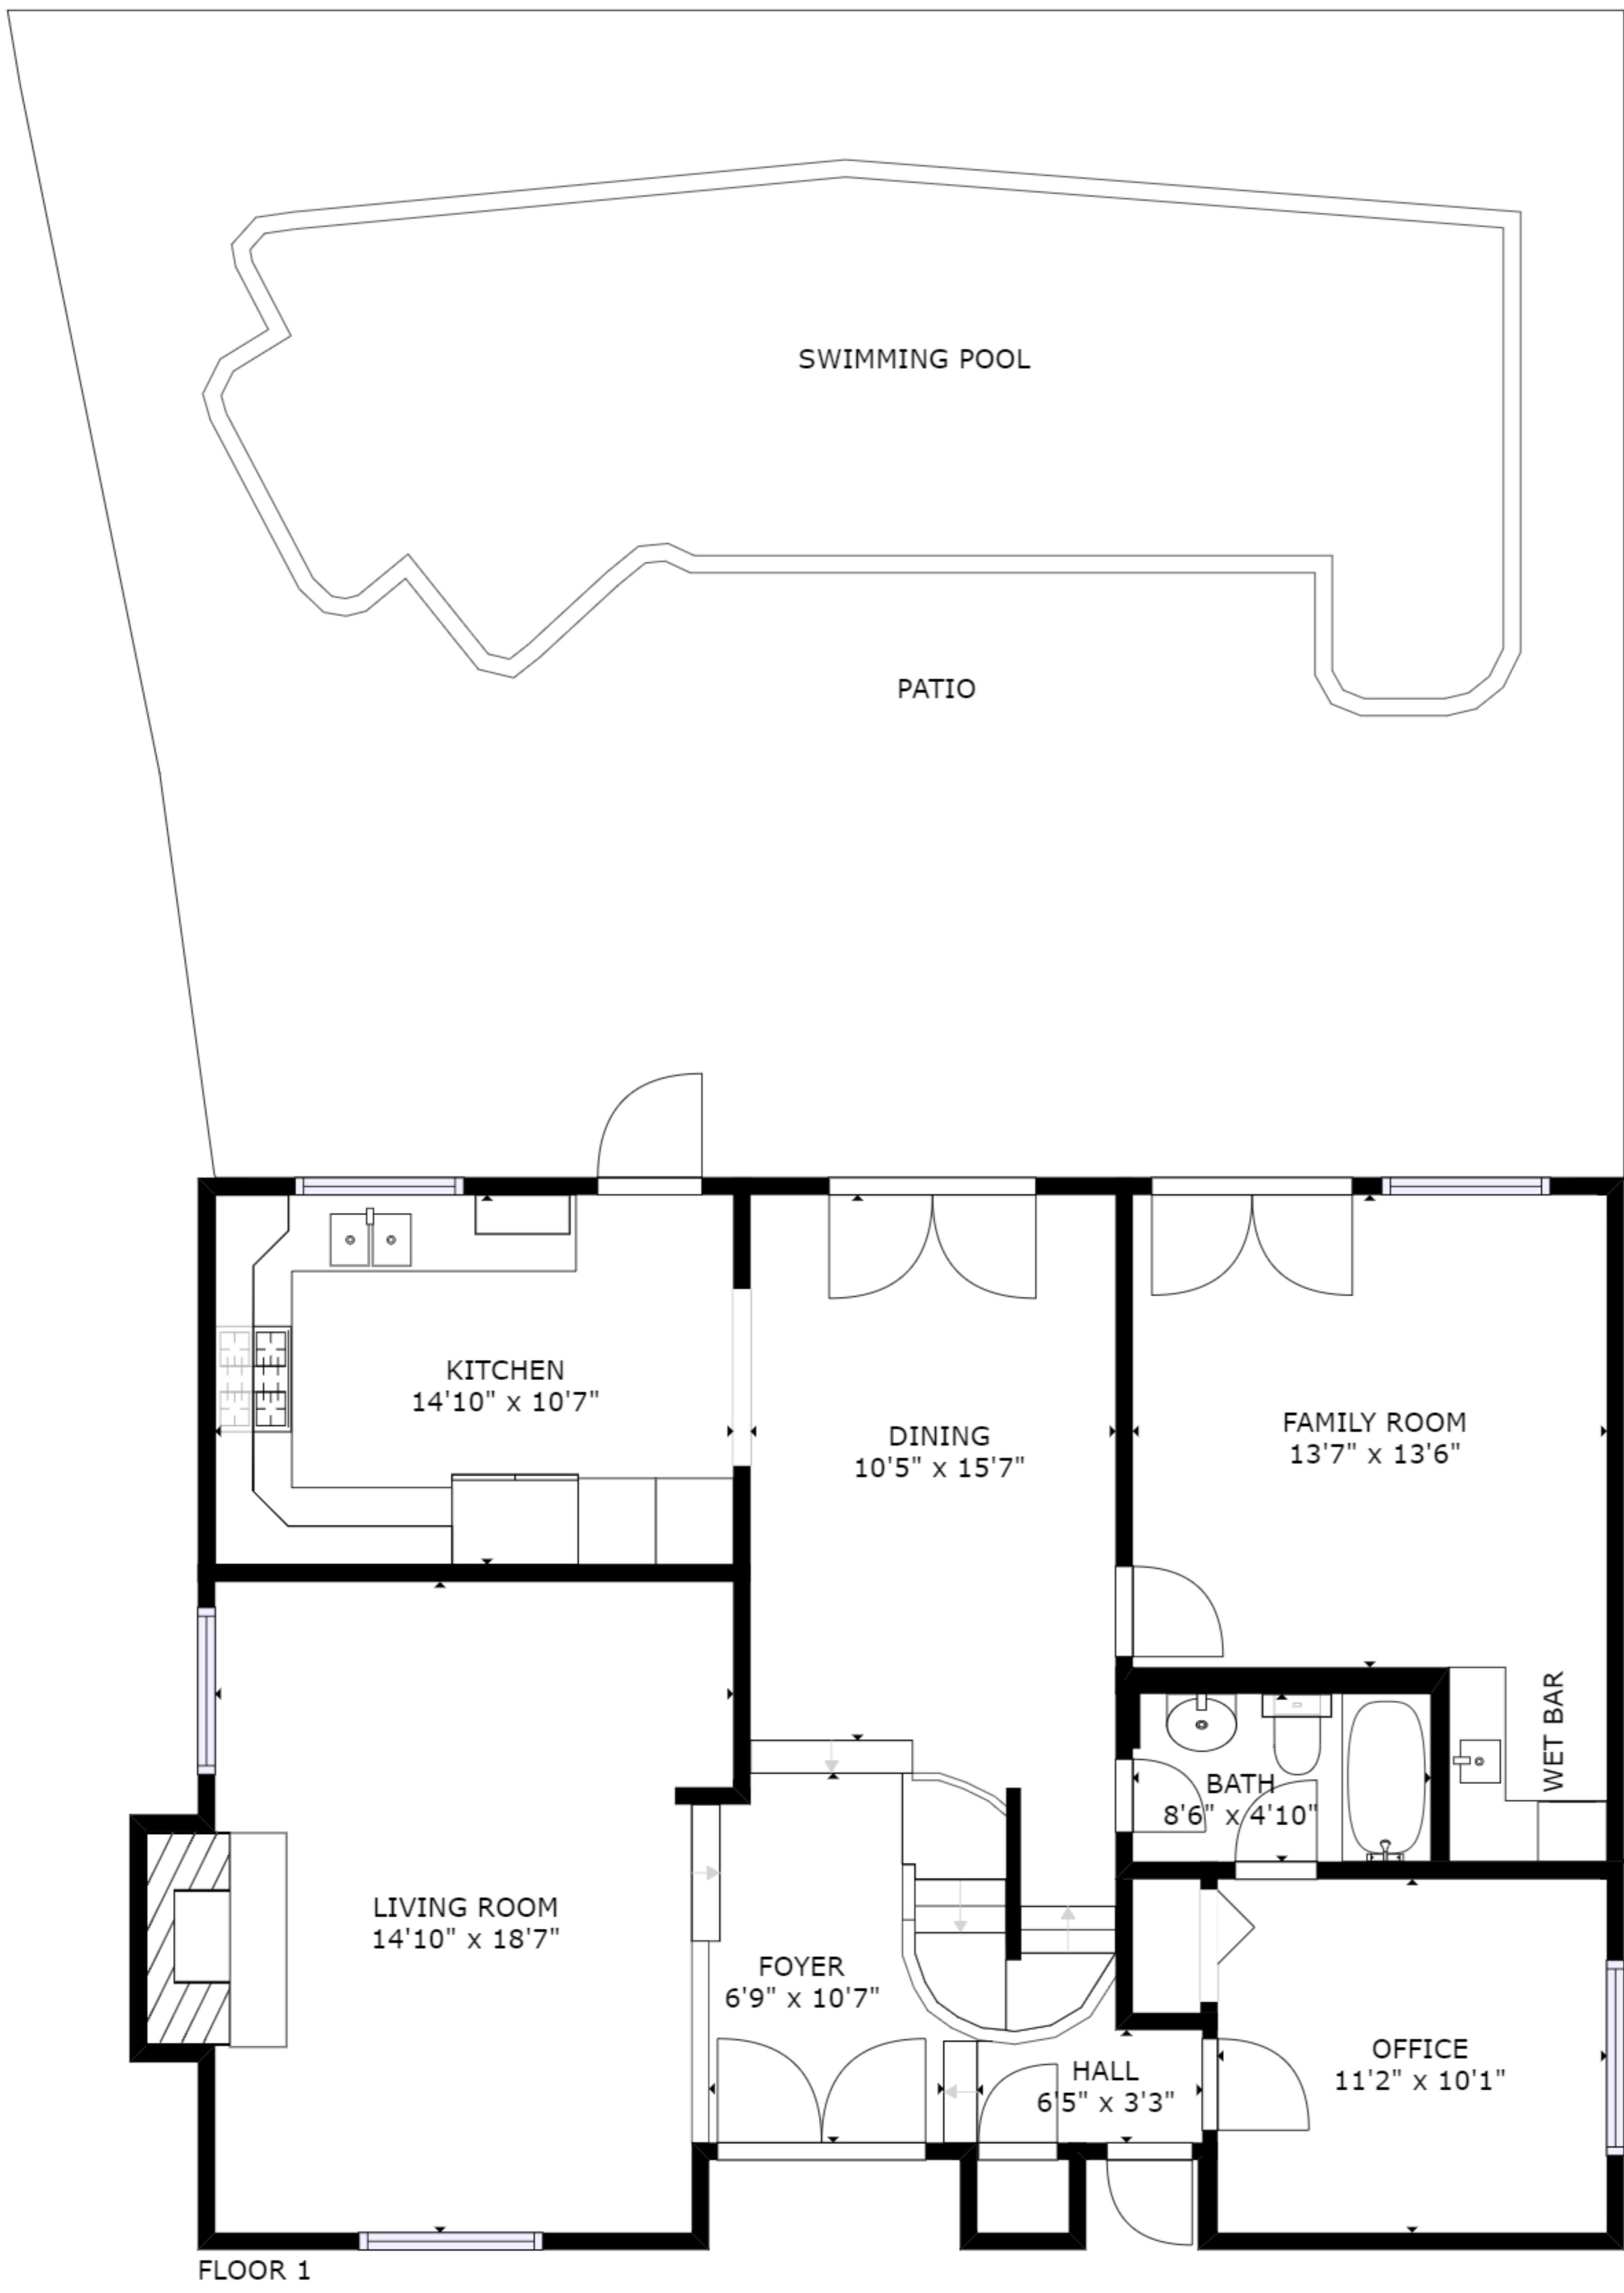 SWIMMING POOL
PATIO
KITCHEN
14'10" x 10'7"
DINING
10'5" x 15'7"
FAMILY ROOM
13'7" x 13'6"
WET BAR
BATH
8'6" x 4'10"
LIVING ROOM
14'10" x 18'7"
FOYER
6'9" x 10'7"
HALL
6'5" x 3'3"
OFFICE
11'2" x 10'1"
FLOOR 1